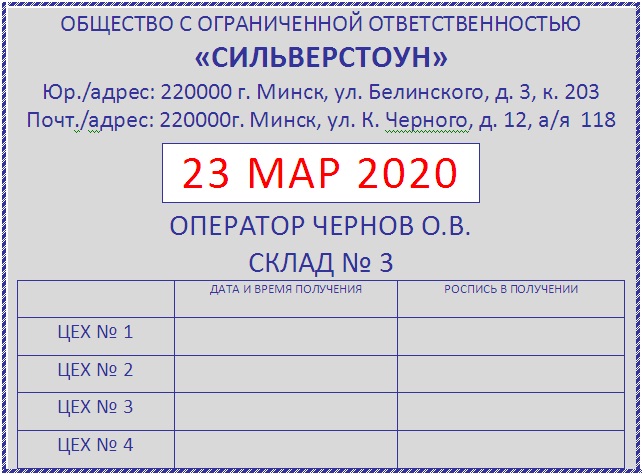 ОБЩЕСТВО С ОГРАНИЧЕННОЙ ОТВЕТСТВЕННОСТЬЮ
«СИЛЬВЕРСТОУН»
Юр./адрес: 220000 г. Минск, ул. Белинского, д. 3, к. 203
Почт./адрес: 220000г. Минск, ул. К. Черного, д. 12, а/я 118
23 МАР 2020
ОПЕРАТОР ЧЕРНОВ О.В.
СКЛАД № 3
ДАТА И ВРЕМЯ ПОЛУЧЕНИЯ РОСПИСЬ В ПОЛУЧЕНИИ
ЦЕХ № 1
ЦЕХ № 2
ЦЕХ № 3
ЦЕХ № 4